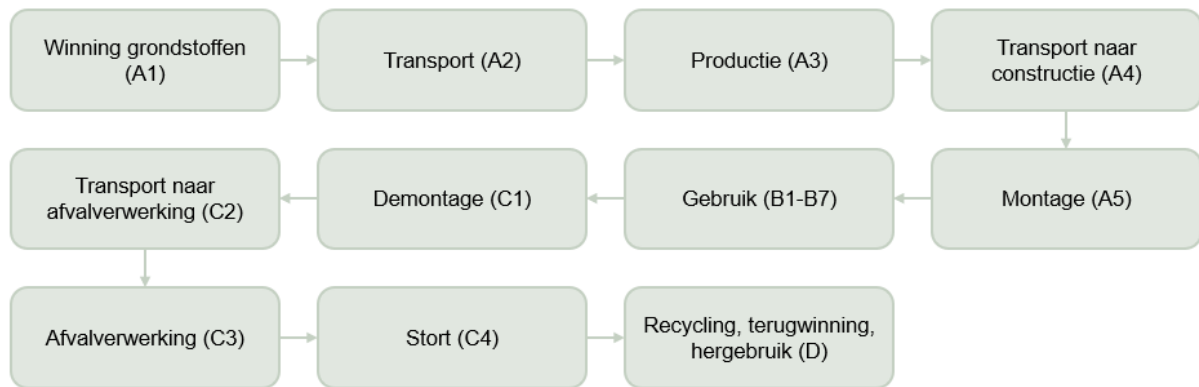 Winning grondstoffen
(A1)
Transport (A2)
Productie (A3)
Transport naar
constructie (A4)
Montage (A5)
Gebruik (B1-B7)
Demontage (C1)
Transport naar
afvalverwerking (C2)
Afvalverwerking (C3)
Stort (C4)
Recycling, terugwinning,
hergebruik (D)